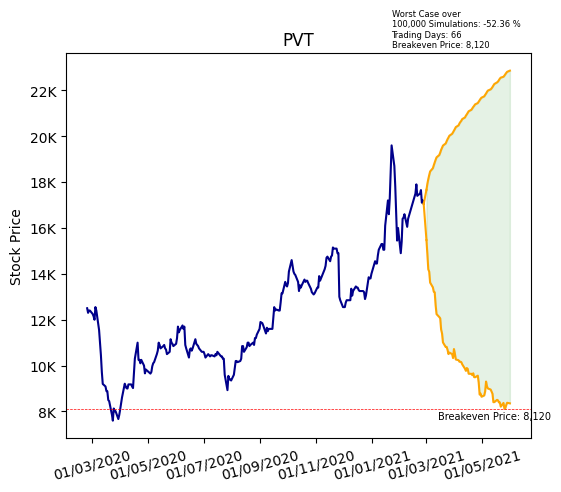 Worst Case over
100,000 Simulations: -52.36 %
Trading Days: 66
Breakeven Price: 8,120
PVT
Stock Price
22K
20K
18K
16K
14K
12K
10K
8K
Breakeven Price: 8,120
01/03/2020
01/05/2020
01/07/2020
01/09/2020
01/11/2020
01/01/2021
01/03/2021
01/05/2021